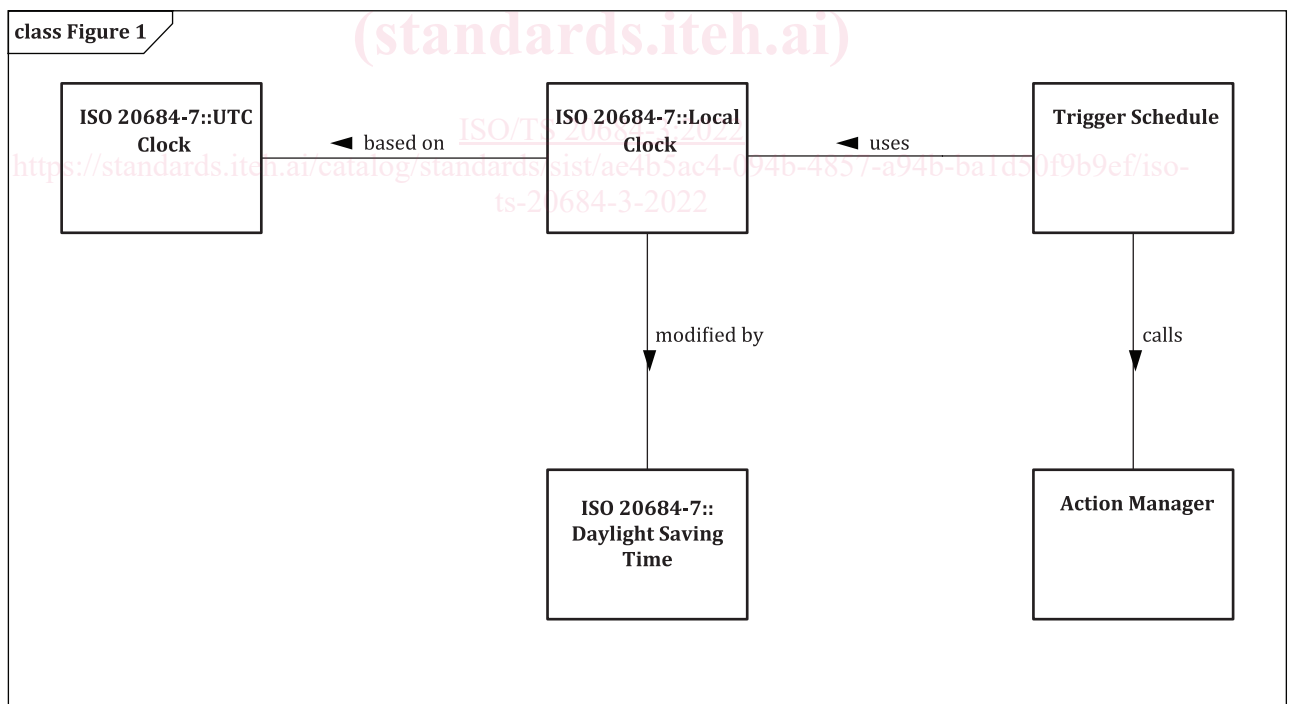 (standards.iteh.ai)
class Figure 1
ISO 20684-7::UTC
Clock
based on
ISO 20684-7::Local
Clock
uses
Trigger Schedule
ISO/TS 20684-3:2022
https://standards.iteh.ai/catalog/standards/sist/ae4b5ac4-094b-4857-a94b-ba1d50f9b9ef/iso-
ts-20684-3-2022
modified by
calls
ISO 20684-7::
Daylight Saving
Time
Action Manager